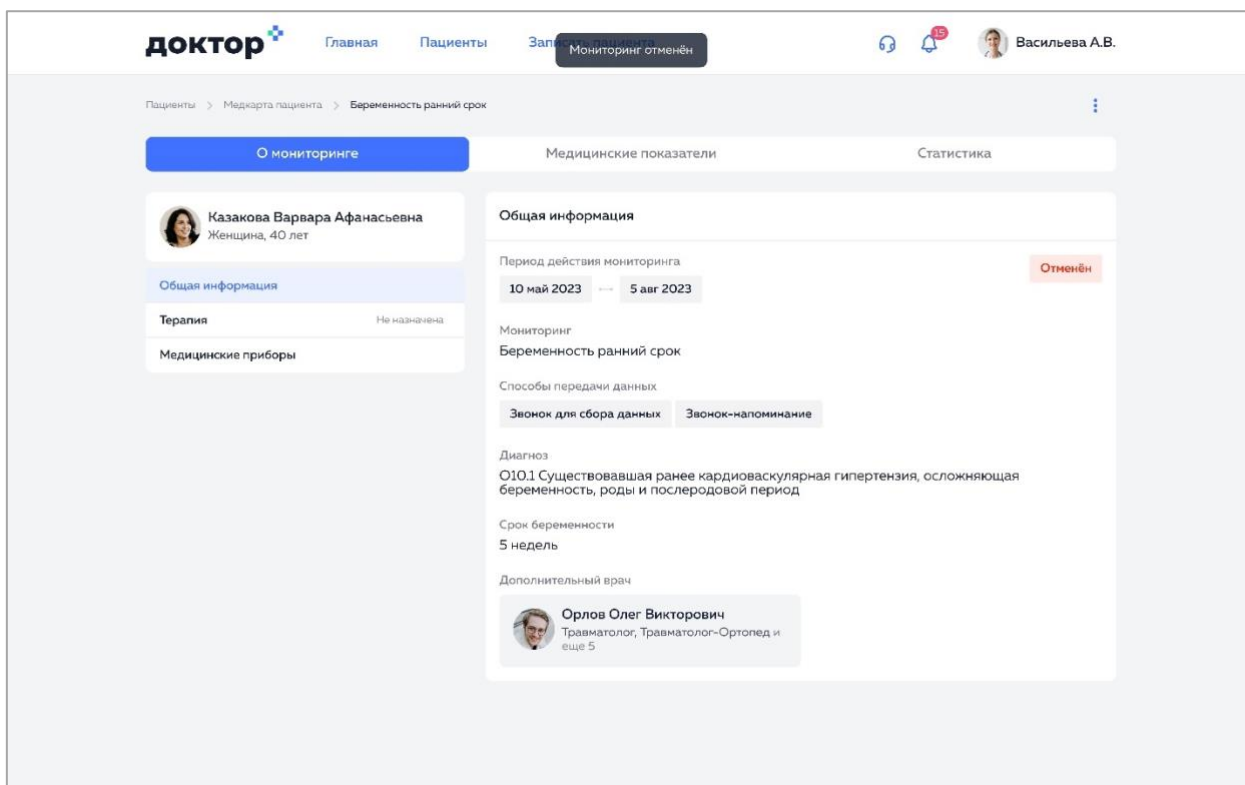 доктор
Главная
Пациенты
Записать пациента
Мониторинг отменён
15
Васильева А.В.
Пациенты > Медкарта пациента > Беременность ранний срок
О мониторинге
Медицинские показатели
Статистика
Казакова Варвара Афанасьевна
Женщина, 40 лет
Общая информация
Терапия
Не назначена
Медицинские приборы
Общая информация
Период действия мониторинга
Отменён
10 май 2023
5 авг 2023
Мониторинг
Беременность ранний срок
Способы передачи данных
Звонок для сбора данных
Звонок-напоминание
Диагноз
O10.1 Существовавшая ранее кардиоваскулярная гипертензия, осложняющая
беременность, роды и послеродовой период
Срок беременности
5 недель
Дополнительный врач
Орлов Олег Викторович
Травматолог, Травматолог-Ортопед и
еще 5